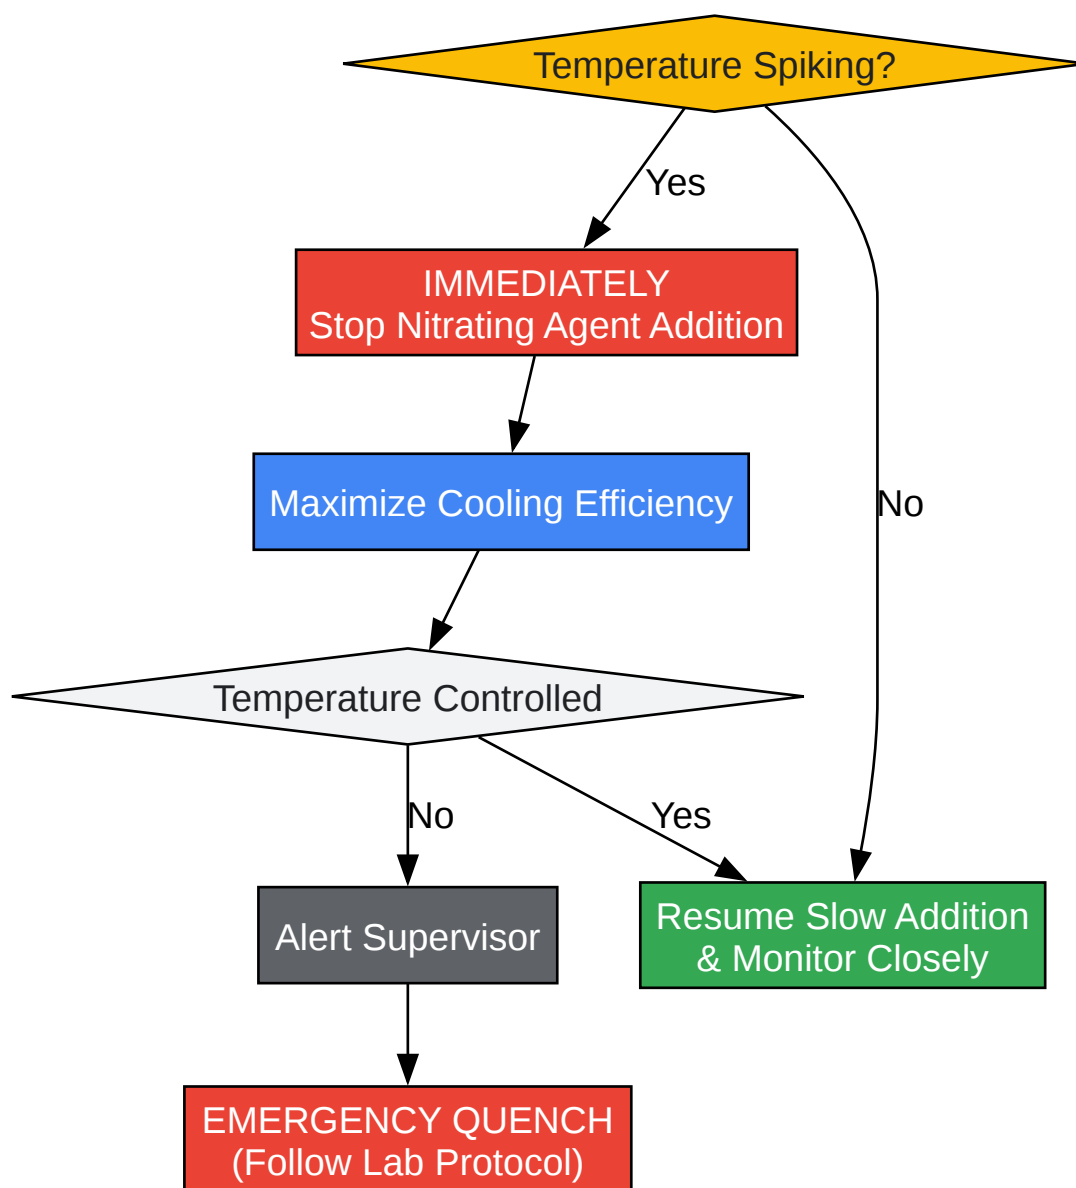 Temperature Spiking?
Yes
IMMEDIATELY
Stop Nitrating Agent Addition
Maximize Cooling Efficiency
No
Temperature Controlled
No
Yes
Alert Supervisor
Resume Slow Addition
& Monitor Closely
EMERGENCY QUENCH
(Follow Lab Protocol)